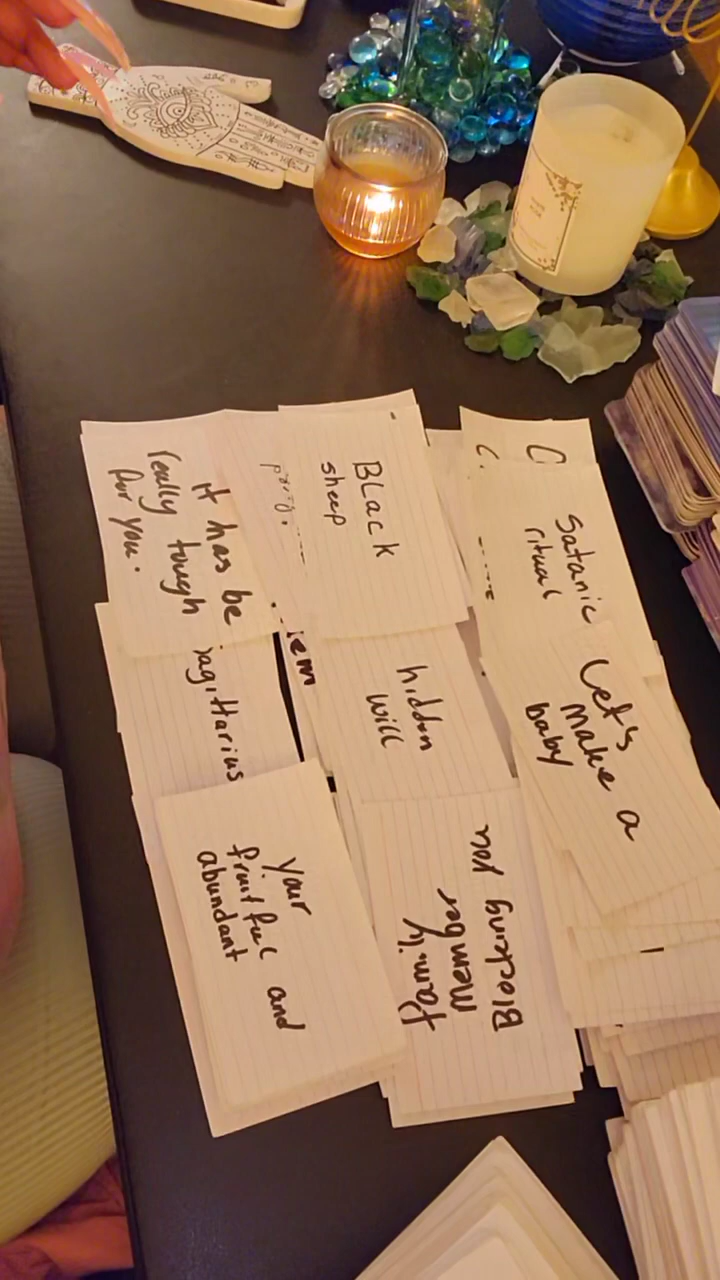 It has be
really tough
for you.
BLack
sheep
Satanic
ritual
iem
sagittarius
hidden
will
Let's
make a
baby
your
fruitful and
abundant
Blocking you
Member
family